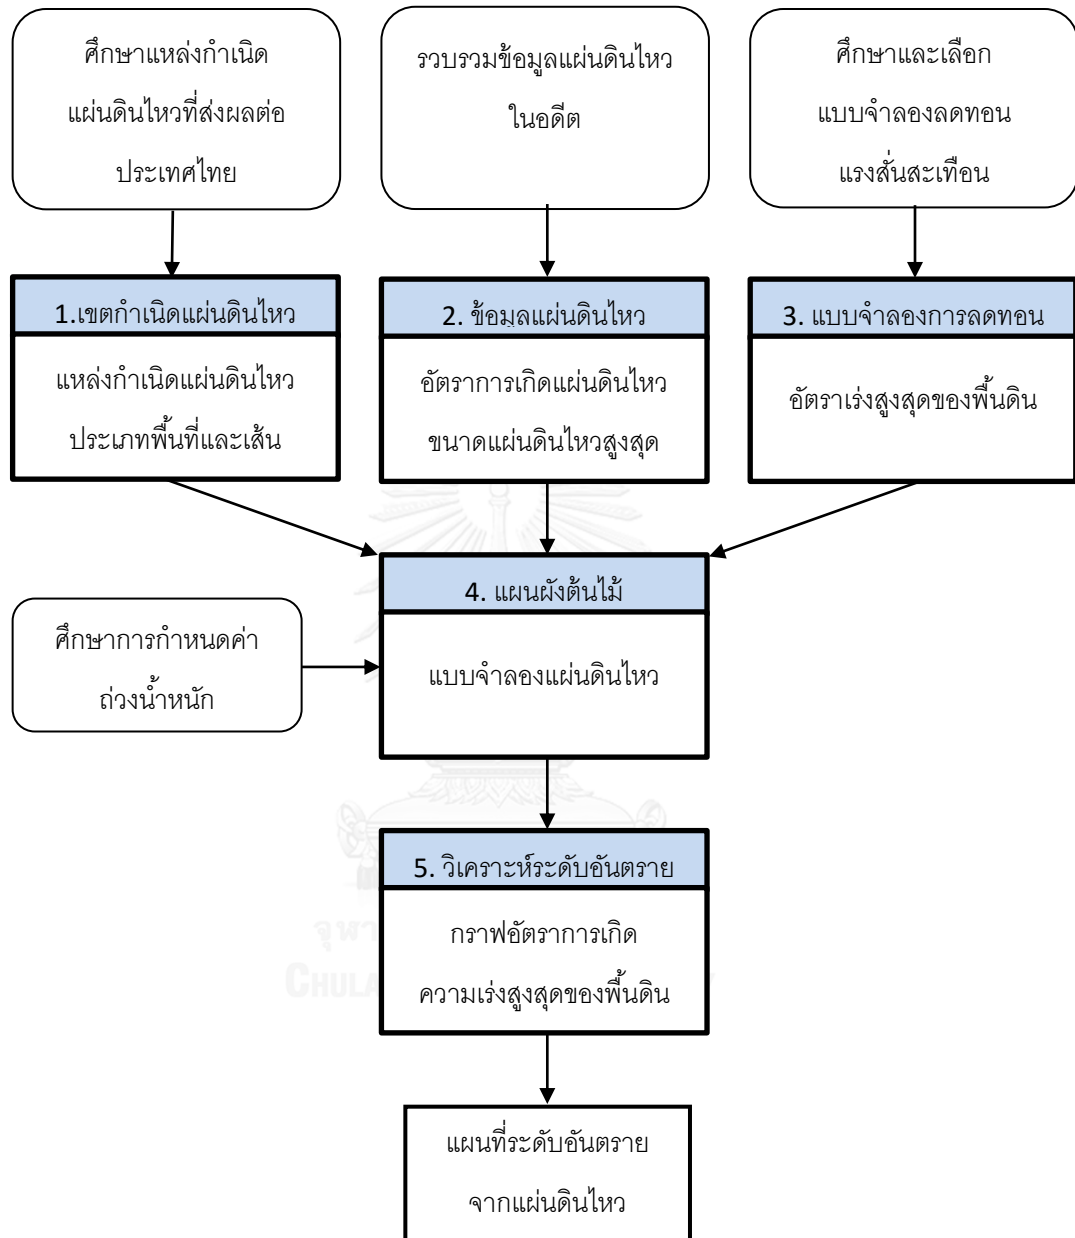 ศึกษาแหล่งกำเนิด
แผ่นดินไหวที่ส่งผลต่อ
ประเทศไทย
รวบรวมข้อมูลแผ่นดินไหว
ในอดีต
ศึกษาและเลือก
แบบจำลองลดทอน
แรงสั่นสะเทือน
1.เขตกำเนิดแผ่นดินไหว
แหล่งกำเนิดแผ่นดินไหว
ประเภทพื้นที่และเส้น
2. ข้อมูลแผ่นดินไหว
อัตราการเกิดแผ่นดินไหว
ขนาดแผ่นดินไหวสูงสุด
3. แบบจำลองการลดทอน
อัตราเร่งสูงสุดของพื้นดิน
4. แผนผังต้นไม้
แบบจำลองแผ่นดินไหว
ศึกษาการกำหนดค่า
ถ่วงน้ำหนัก
5. วิเคราะห์ระดับอันตราย
กราฟอัตราการเกิด
ความเร่งสูงสุดของพื้นดิน
จุฬา
CHULA
แผนที่ระดับอันตราย
จากแผ่นดินไหว